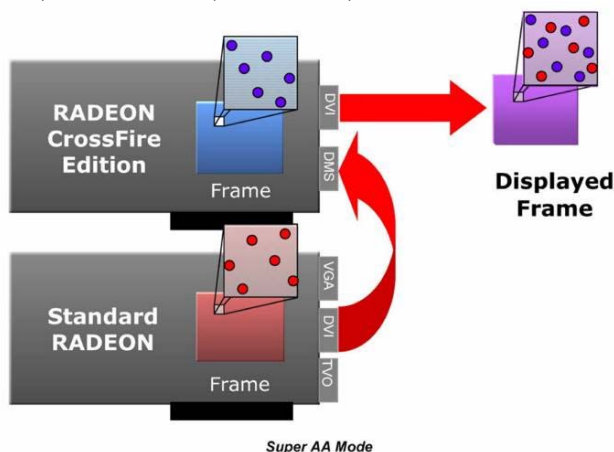 RADEON
CrossFire
Edition
Frame
DVI
DMS
Displayed
Frame
Standard
RADEON
Frame
VGA
DVI
TVO
Super AA Mode